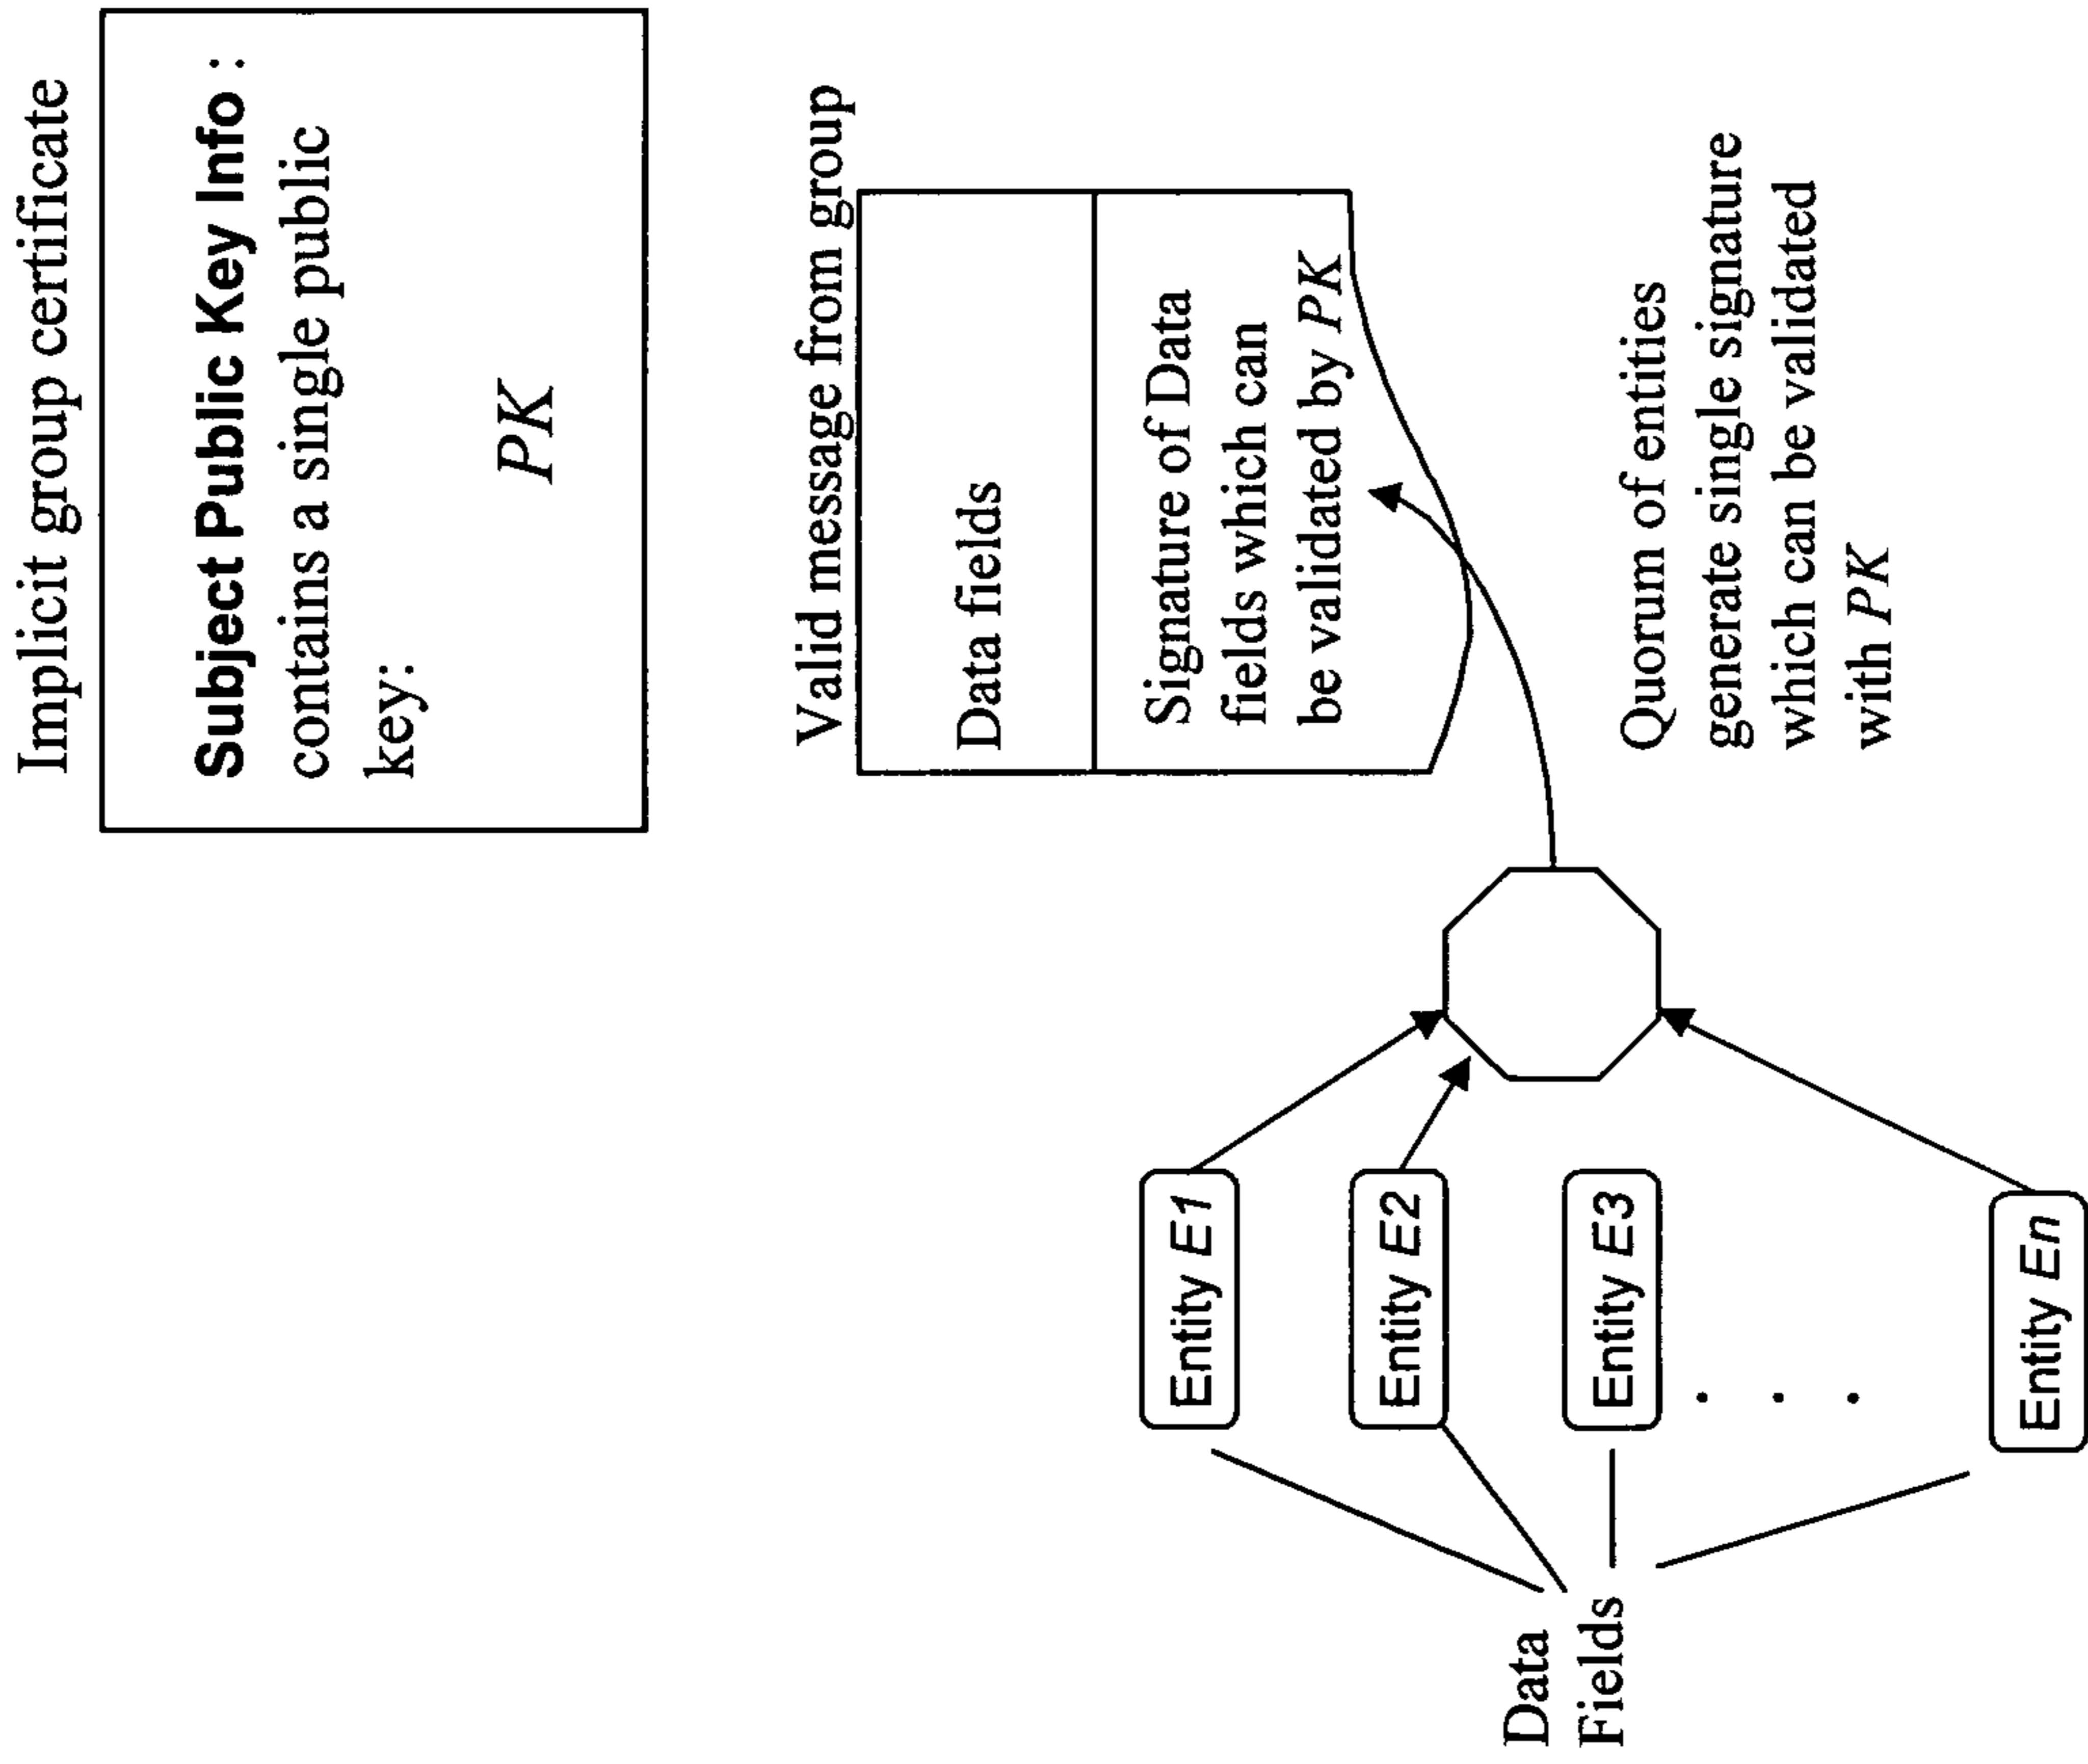 Implicit group certificate
Subject Public Key Info :
contains a single public
key:
PK
Valid message from group
Data fields
Signature of Data
fields which can
be validated by PK
Quorum of entities
generate single signature
which can be validated
with PK
Entity E1
Entity E2
Entity E3
. . .
Entity En
Data
Fields